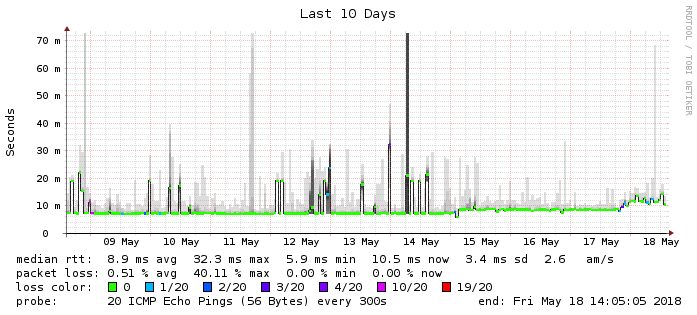 Last 10 Days
RRDTOOL / TOBI OETIKER
Seconds
70 m
60 m
50 m
40 m
30 m
20 m
10 m
0
09 May 10 May 11 May 12 May 13 May 14 May 15 May 16 May 17 May 18 May
median rtt: 8.9 ms avg 32.3 ms max 5.9 ms min 10.5 ms now 3.4 ms sd 2.6 am/s
packet loss: 0.51 % avg 40.11 % max 0.00 % min 0.00 % now
loss color: 0 1/20 2/20 3/20 4/20 10/20 19/20
probe: 20 ICMP Echo Pings (56 Bytes) every 300s end: Fri May 18 14:05:05 2018